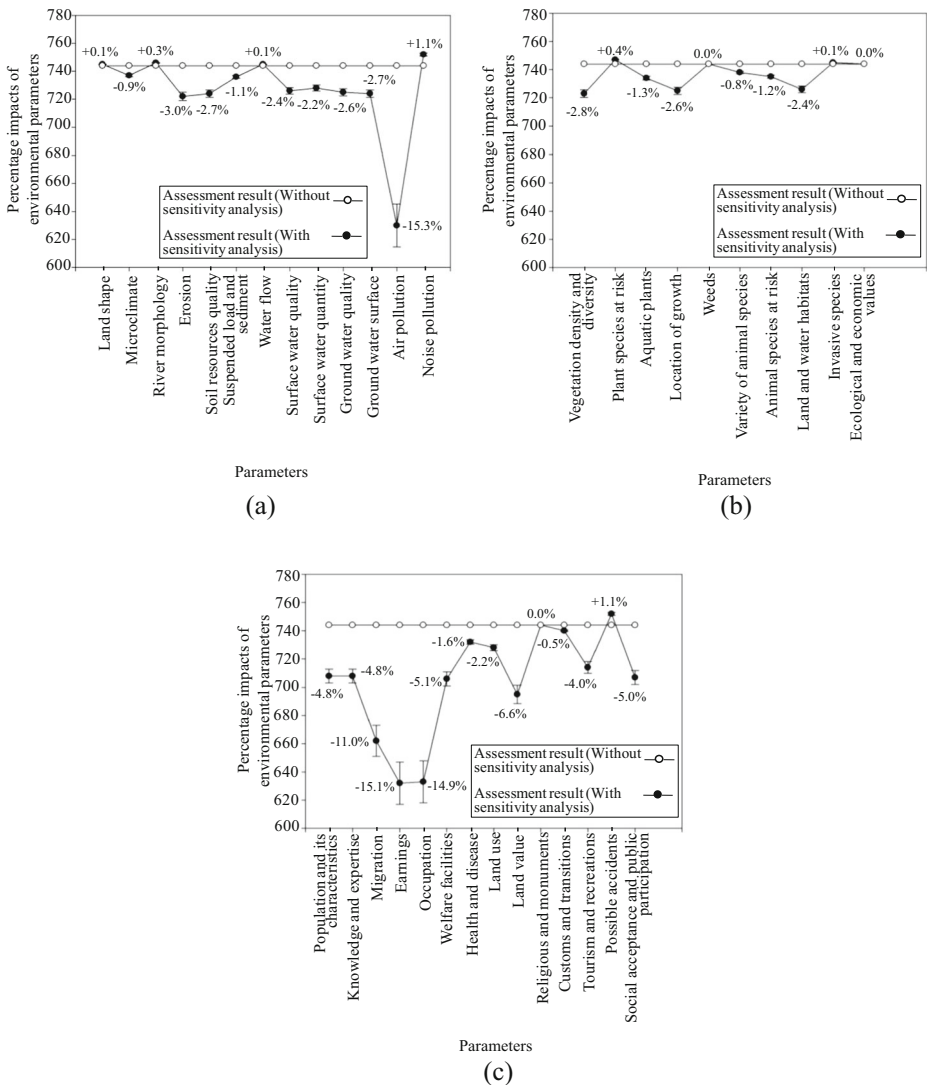 780
760
740
720
700
680
660
640
620
600
Percentage impacts of
environmental parameters
+0.1%
-0.9%
+0.3%
-3.0%
-2.7%
-1.1%
+0.1%
-2.4%
-2.2%
-2.6%
-2.7%
-15.3%
+1.1%
Assessment result (Without
sensitivity analysis)
Assessment result (With
sensitivity analysis)
Land shape
Microclimate
River morphology
Erosion
Soil resources quality
Suspended load and
sediment
Water flow
Surface water quality
Surface water quantity
Ground water quality
Ground water surface
Air pollution
Noise pollution
Parameters
(a)
780
760
740
720
700
680
660
640
620
600
Percentage impacts of
environmental parameters
-2.8%
+0.4%
-1.3%
-2.6%
0.0%
-0.8%
-1.2%
-2.4%
+0.1%
0.0%
Assessment result (Without
sensitivity analysis)
Assessment result (With
sensitivity analysis)
Vegetation density and
diversity
Plant species at risk
Aquatic plants
Location of growth
Weeds
Variety of animal species
Animal species at risk
Land and water habitats
Invasive species
Ecological and economic
values
Parameters
(b)
780
760
740
720
700
680
660
640
620
600
Percentage impacts of
environmental parameters
-4.8%
-4.8%
-11.0%
-15.1%
-14.9%
-5.1%
-1.6%
-2.2%
-6.6%
0.0%
-0.5%
-4.0%
+1.1%
-5.0%
Assessment result (Without
sensitivity analysis)
Assessment result (With
sensitivity analysis)
Population and its
characteristics
Knowledge and expertise
Migration
Earnings
Occupation
Welfare facilities
Health and disease
Land use
Land value
Religious and monuments
Customs and transitions
Tourism and recreations
Possible accidents
Social acceptance and public
participation
Parameters
(c)